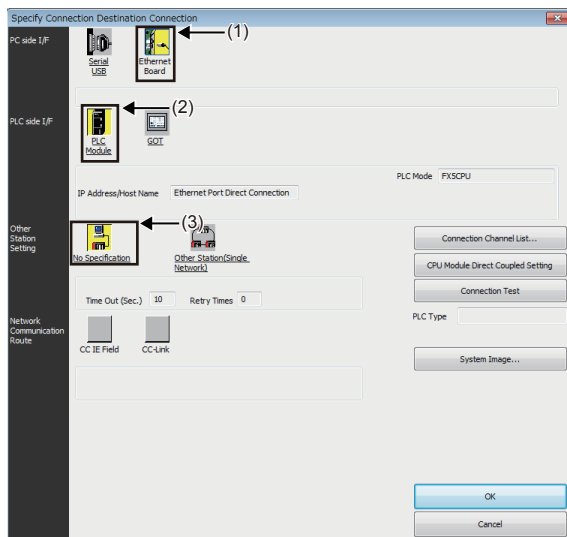 Specify Connection Destination Connection
PC side I/F
Serial
USB
Ethernet
Board
(1)
PLC side I/F
PLC
Module
(2)
GOT
PLC Mode FX5CPU
IP Address/Host Name Ethernet Port Direct Connection
Other
Station
Setting
No Specification
(3)
Other Station(Single
Network)
Connection Channel List...
CPU Module Direct Coupled Setting
Time Out (Sec.) 10 Retry Times 0
Connection Test
Network
Communication
Route
CC IE Field
CC-Link
PLC Type
System Image...
OK
Cancel